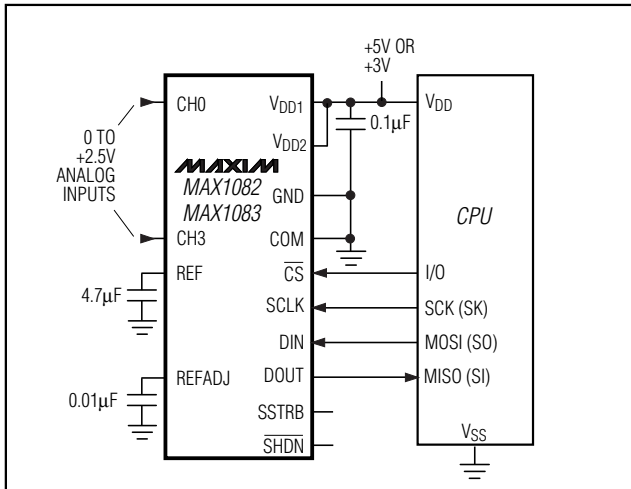 +5V OR
+3V
CH0
VDD1
VDD
0.1µF
0 TO
+2.5V
ANALOG
INPUTS
VDD2
MAXIM
MAX1082
MAX1083
GND
CPU
CH3
COM
REF
CS
I/O
4.7µF
SCLK
SCK (SK)
DIN
MOSI (SO)
REFADJ
DOUT
MISO (SI)
0.01µF
SSTRB
SHDN
VSS